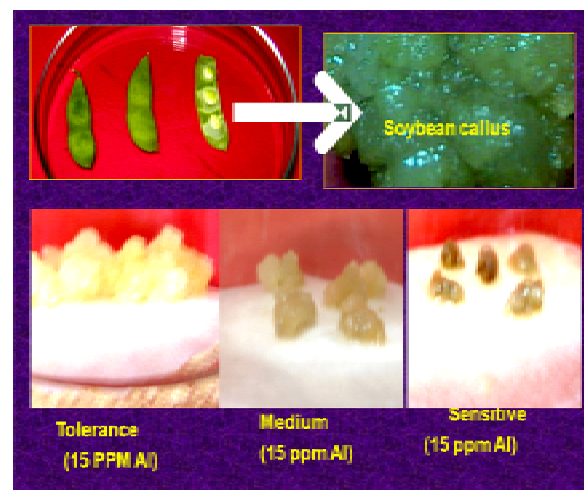 Soybean callus
Tolerance
(15 PPM Al)
Medium
(15 ppm Al)
Sensitive
(15 ppm Al)